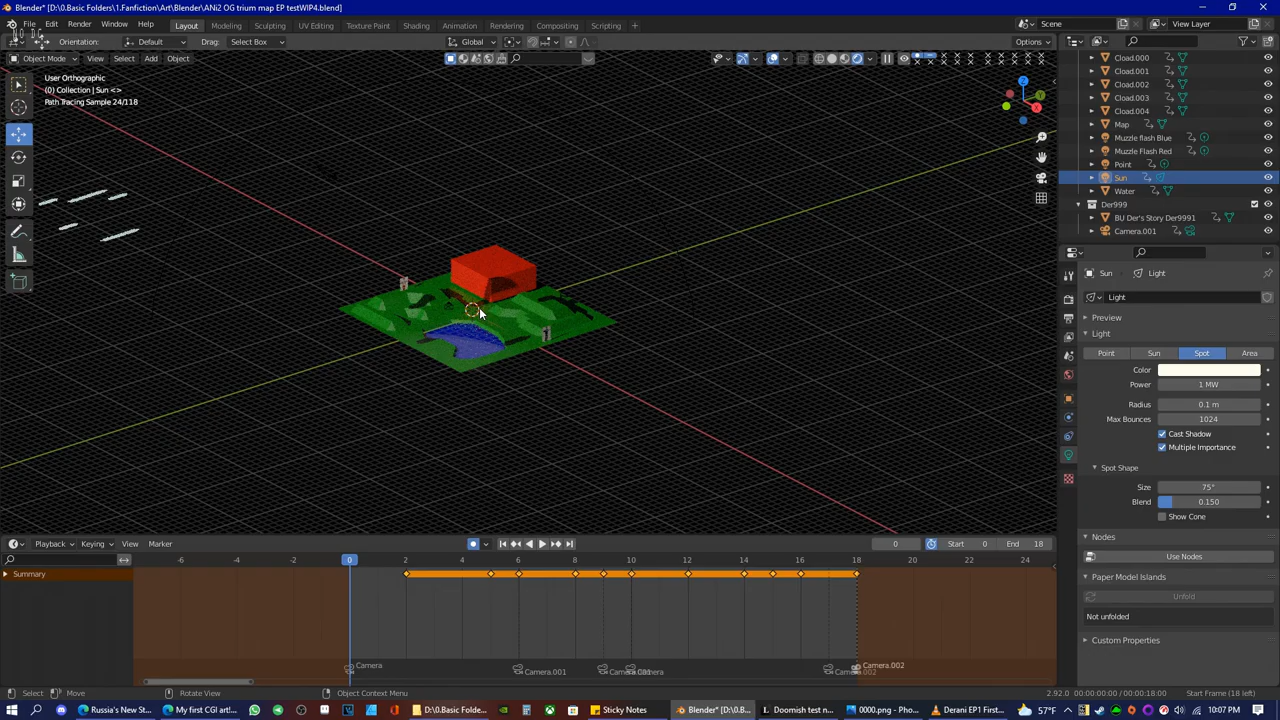 Blender* [D:\0.Basic Folders\1.Fanfiction\Art\Blender\ANi2 OG trium map EP testWIP4.blend]
File Edit Render Window Help Layout Modeling Sculpting UV Editing Texture Paint Shading Animation Rendering Compositing Scripting + Scene View Layer
Orientation: Default Drag: Select Box Global Options
Object Mode View Select Add Object
User Orthographic
(0) Collection | Sun <>
Path Tracing Sample 24/118
Z
Y
X
Cload.000
Cload.001
Cload.002
Cload.003
Cload.004
Map
Muzzle flash Blue
Muzzle Flash Red
Point
Sun
Water
Der999
BU Der's Story Der9991
Camera.001
Sun Light
Light
Preview
Light
Point Sun Spot Area
Color
Power 1 MW
Radius 0.1 m
Max Bounces 1024
Cast Shadow
Multiple Importance
Spot Shape
Size 75°
Blend 0.150
Show Cone
Nodes
Use Nodes
Paper Model Islands
Unfold
Not unfolded
Custom Properties
Playback Keying View Marker 0 Start 0 End 18
-6 -4 -2 0 2 4 6 8 10 12 14 16 18 20 22 24
Summary
Camera Camera.002
Camera.001
Select Move Rotate View Object Context Menu 2.92.0 00:00:00:00 / 00:00:18:00 Start Frame (18 left)
Russia's New St... My first CGI art!... D:\0.Basic Folde... Sticky Notes Blender* [D:\0.B... Doomish test n... 0000.png - Pho... Derani EP1 First... 57°F 10:07 PM